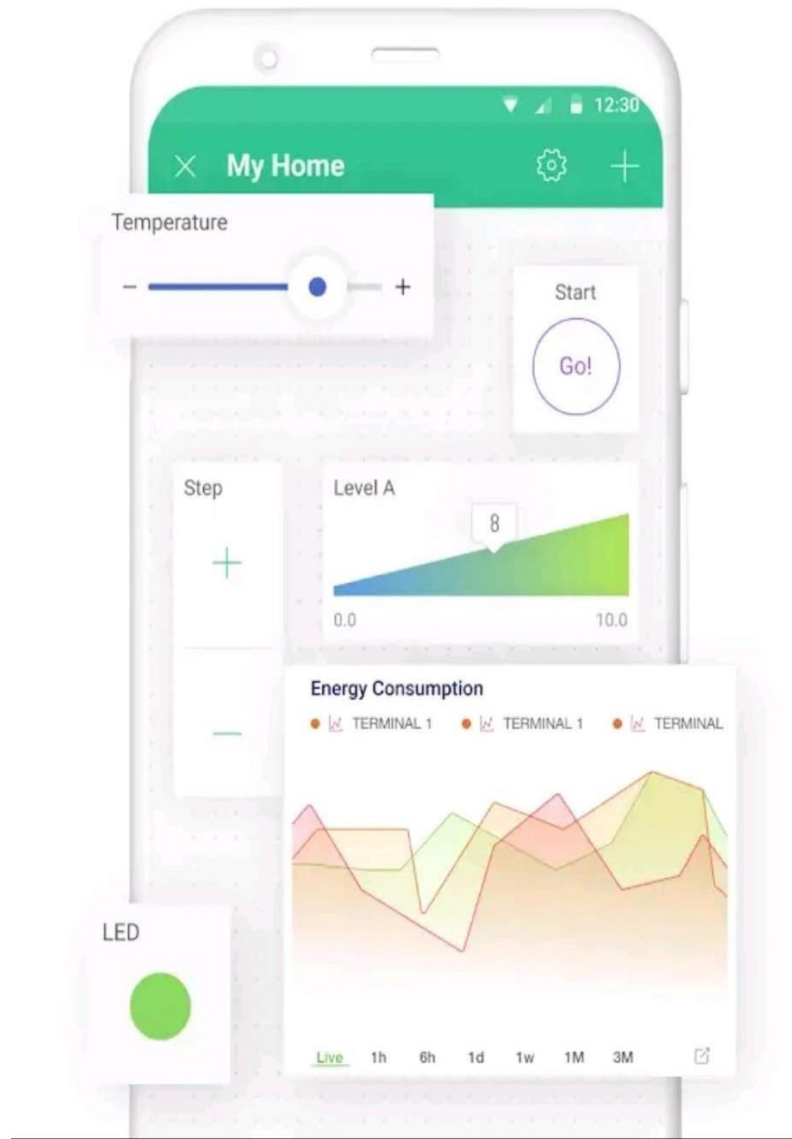 12:30
My Home
Temperature
− +
Start
Go!
Step
+
−
Level A
8
0.0 10.0
Energy Consumption
TERMINAL 1 TERMINAL 1 TERMINAL
LED
Live 1h 6h 1d 1w 1M 3M